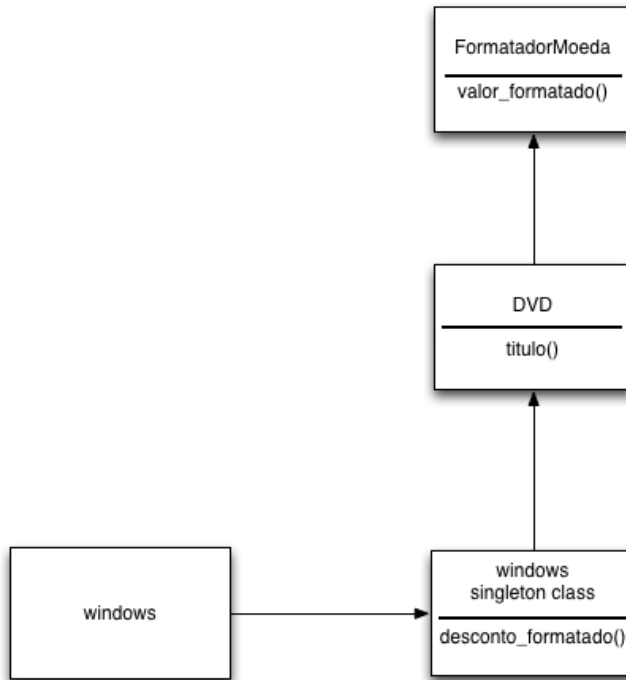 FormatadorMoeda
valor_formatado()
DVD
titulo()
windows
windows
singleton class
desconto_formatado()